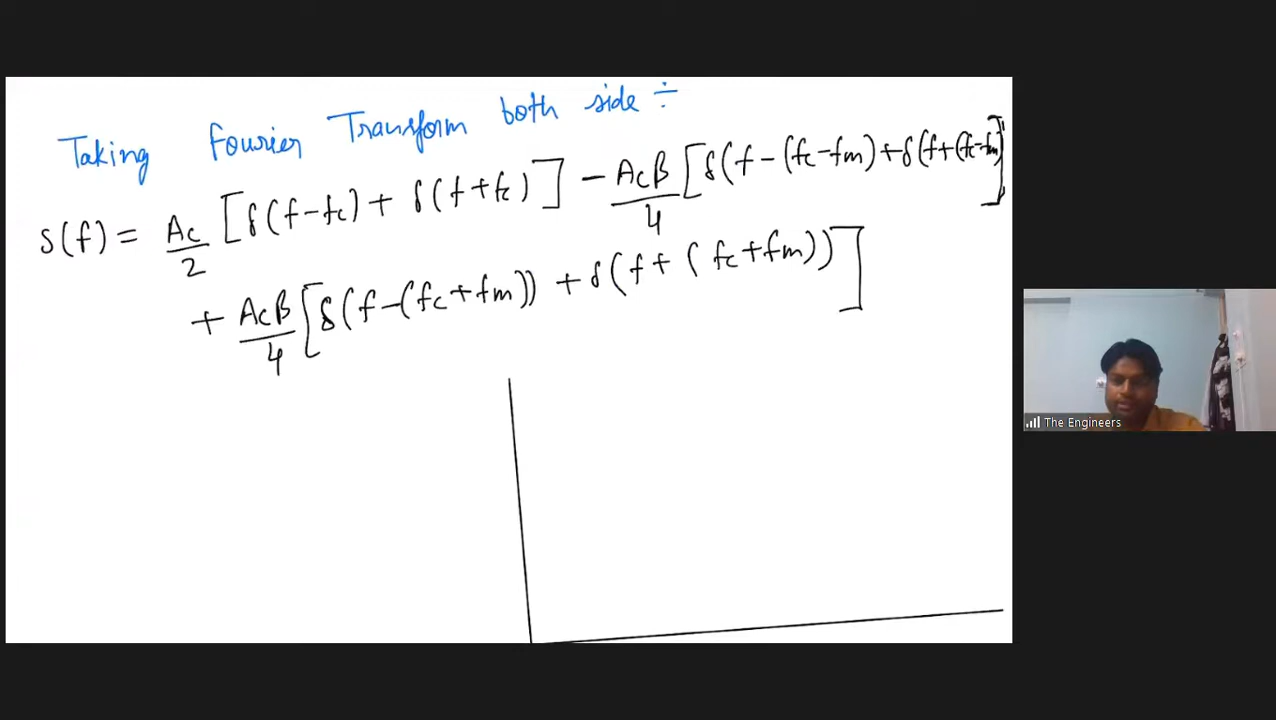 Taking Fourier Transform both side ÷
s(f) = Ac/2 [δ(f-fc) + δ(f+fc)] - Acβ/4 [δ(f-(fc-fm) + δ(f+(fc-fm)]
+ Acβ/4 [δ(f-(fc+fm)) + δ(f+(fc+fm))]
The Engineers